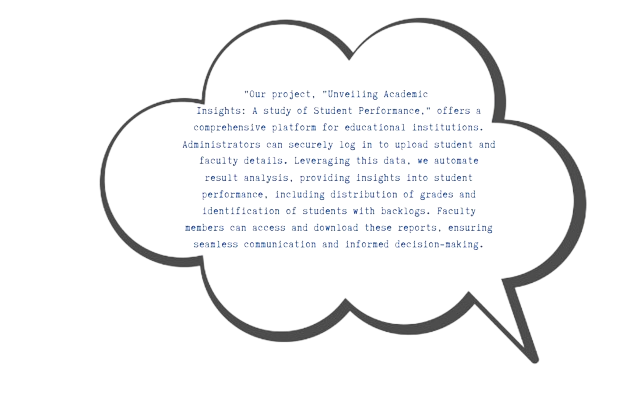 "Our project, "Unveiling Academic
Insights: A study of Student Performance," offers a
comprehensive platform for educational institutions.
Administrators can securely log in to upload student and
faculty details. Leveraging this data, we automate
result analysis, providing insights into student
performance, including distribution of grades and
identification of students with backlogs. Faculty
members can access and download these reports, ensuring
seamless communication and informed decision-making.